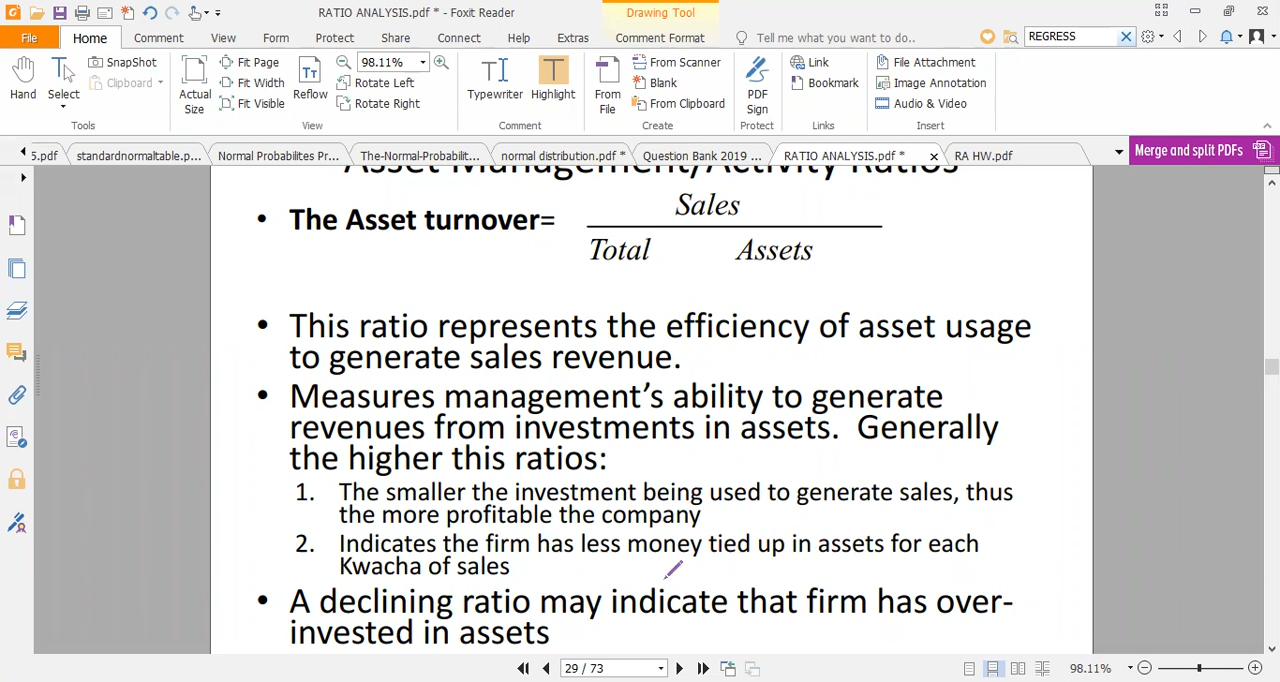 RATIO ANALYSIS.pdf * - Foxit Reader
Drawing Tool
File Home Comment View Form Protect Share Connect Help Extras Comment Format Tell me what you want to do.. REGRESS
Hand
Select
SnapShot
Clipboard
Tools
Actual Size
Fit Page
Fit Width
Fit Visible
Reflow
98.11%
Rotate Left
Rotate Right
View
Typewriter
Highlight
Comment
From File
From Scanner
Blank
From Clipboard
Create
PDF Sign
Protect
Link
Bookmark
Links
File Attachment
Image Annotation
Audio & Video
Insert
5.pdf standardnormaltable.p... Normal Probabilites Pr... The-Normal-Probabilit... normal distribution.pdf * Question Bank 2019 ... RATIO ANALYSIS.pdf * RA HW.pdf
Merge and split PDFs
Asset Management/Activity Ratios
• The Asset turnover=
Sales
Total Assets
• This ratio represents the efficiency of asset usage
to generate sales revenue.
• Measures management's ability to generate
revenues from investments in assets. Generally
the higher this ratios:
1. The smaller the investment being used to generate sales, thus
the more profitable the company
2. Indicates the firm has less money tied up in assets for each
Kwacha of sales
• A declining ratio may indicate that firm has over-
invested in assets
29 / 73
98.11%